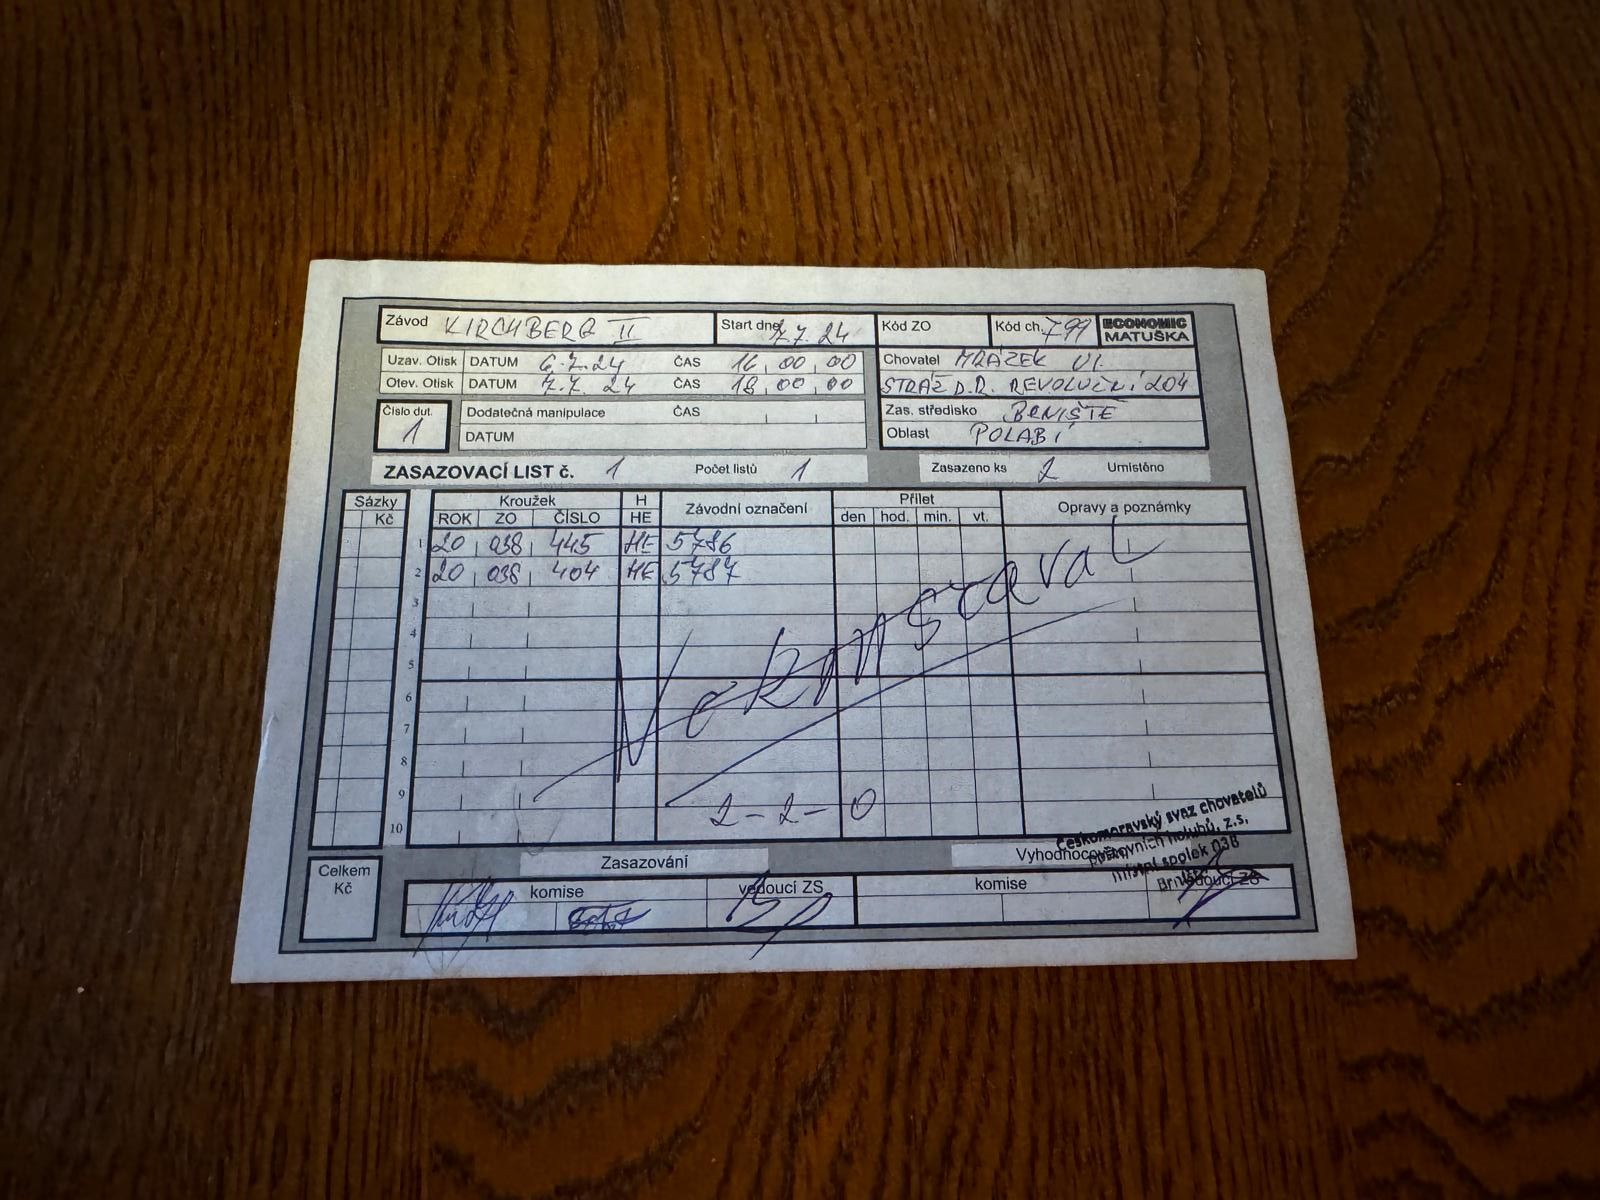 Závod KIRCHBERG II Start dne 7.7.24 Kód ZO Kód ch. 799 ECONOMIC MATUŠKA
Uzav. Otisk DATUM 6.7.24 ČAS 16,00,00 Chovatel MRÁZEK Vl.
Otev. Otisk DATUM 7.7.24 ČAS 18,00,00 STRÁŽ D.R. REVOLUČNÍ 204
Číslo dut. 1 Dodatečná manipulace ČAS Zas. středisko BRNIŠTĚ
DATUM Oblast POLABÍ
ZASAZOVACÍ LIST č. 1 Počet listů 1 Zasazeno ks 2 Umístěno
Sázky Kroužek H Závodní označení Přílet Opravy a poznámky
Kč ROK ZO ČÍSLO HE den hod. min. vt.
1 20 038 445 HE 5786
2 20 038 404 HE 5787
3
4
5
6
7
8
9
10
Nekonstatoval
2-2-0
Českomoravský svaz chovatelů
poštovních holubů, z.s.
místní spolek 038
Celkem Kč Zasazování
komise vedoucí ZS komise vedoucí ZS